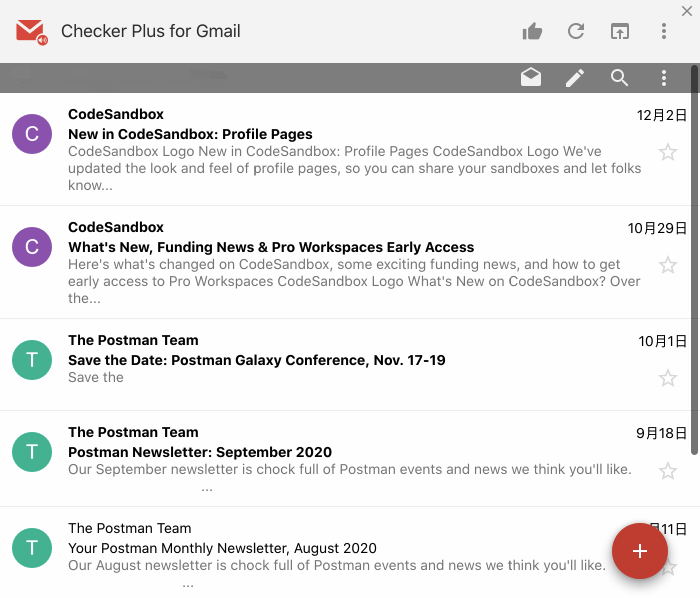 Checker Plus for Gmail
C
CodeSandbox
12月2日
New in CodeSandbox: Profile Pages
CodeSandbox Logo New in CodeSandbox: Profile Pages CodeSandbox Logo We've
updated the look and feel of profile pages, so you can share your sandboxes and let folks
know...
C
CodeSandbox
10月29日
What's New, Funding News & Pro Workspaces Early Access
Here's what's changed on CodeSandbox, some exciting funding news, and how to get
early access to Pro Workspaces CodeSandbox Logo What's New on CodeSandbox? Over
the...
T
The Postman Team
10月1日
Save the Date: Postman Galaxy Conference, Nov. 17-19
Save the
T
The Postman Team
9月18日
Postman Newsletter: September 2020
Our September newsletter is chock full of Postman events and news we think you'll like.
...
T
The Postman Team
月11日
Your Postman Monthly Newsletter, August 2020
Our August newsletter is chock full of Postman events and news we think you'll like.
...